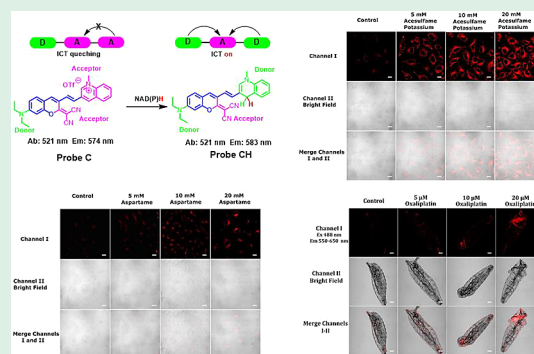 D A A
X
ICT queching
D A D
ICT on
Acceptor
OTf⁻
N
⊕
O
N
CN
CN
Acceptor
Donor
Ab: 521 nm Em: 574 nm
Probe C
NAD(P)H
Donor
N
H H
O
N
CN
CN
Acceptor
Donor
Ab: 521 nm Em: 583 nm
Probe CH
Control
5 mM
Acesulfame
Potassium
10 mM
Acesulfame
Potassium
20 mM
Acesulfame
Potassium
Channel I
Channel II
Bright Field
Merge Channels
I and II
Control
5 mM
Aspartame
10 mM
Aspartame
20 mM
Aspartame
Channel I
Channel II
Bright Field
Merge Channels
I and II
Control
5 µM
Oxaliplatin
10 µM
Oxaliplatin
20 µM
Oxaliplatin
Channel I
Ex 488 nm
Em 550-650 nm
Channel II
Bright Field
Merge Channels
I-II